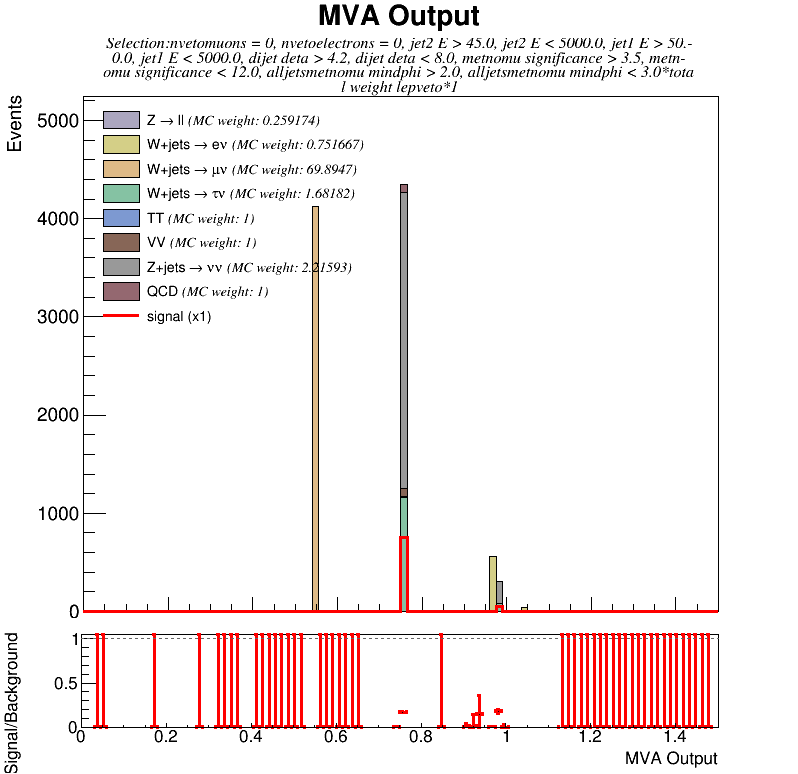 MVA Output
Selection:nvetomuons = 0, nvetoelectrons = 0, jet2 E > 45.0, jet2 E < 5000.0, jet1 E > 50.-
0.0, jet1 E < 5000.0, dijet deta > 4.2, dijet deta < 8.0, metnomu significance > 3.5, metn-
omu significance < 12.0, alljetsmetnomu mindphi > 2.0, alljetsmetnomu mindphi < 3.0*tota
l weight lepveto*1
Events
5000
4000
3000
2000
1000
0
Z → ll (MC weight: 0.259174)
W+jets → eν (MC weight: 0.751667)
W+jets → μν (MC weight: 69.8947)
W+jets → τν (MC weight: 1.68182)
TT (MC weight: 1)
VV (MC weight: 1)
Z+jets → νν (MC weight: 2.21593)
QCD (MC weight: 1)
signal (x1)
Signal/Background
1
0.5
0
0 0.2 0.4 0.6 0.8 1 1.2 1.4
MVA Output